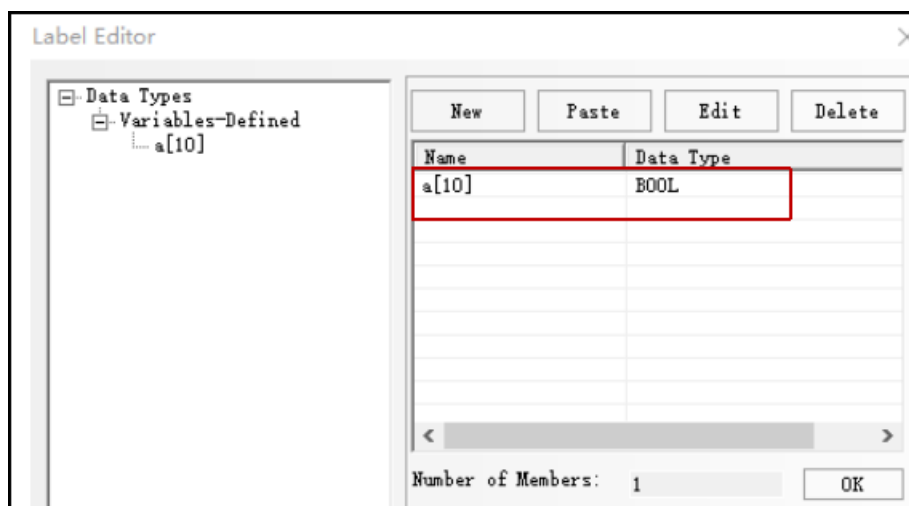 Label Editor
Data Types
Variables-Defined
a[10]
New Paste Edit Delete
Name Data Type
a[10] BOOL
Number of Members: 1 OK